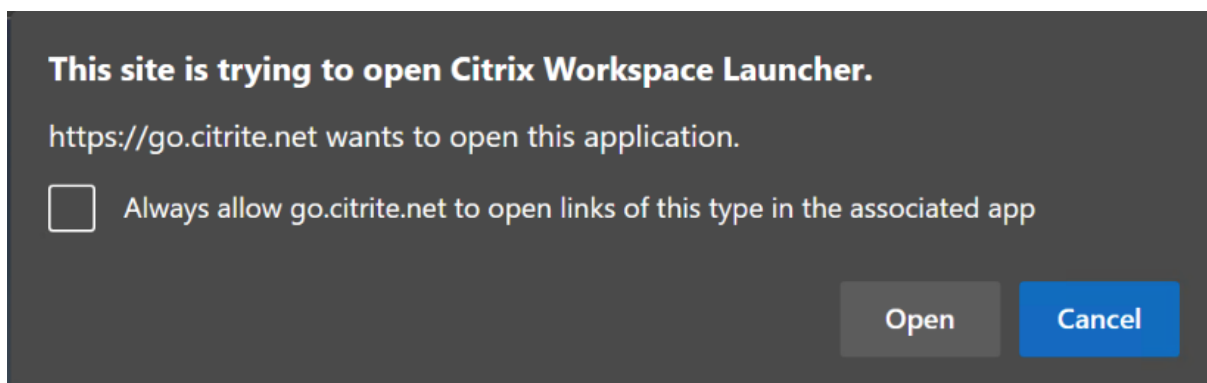 This site is trying to open Citrix Workspace Launcher.
https://go.citrite.net wants to open this application.
Always allow go.citrite.net to open links of this type in the associated app
Open Cancel